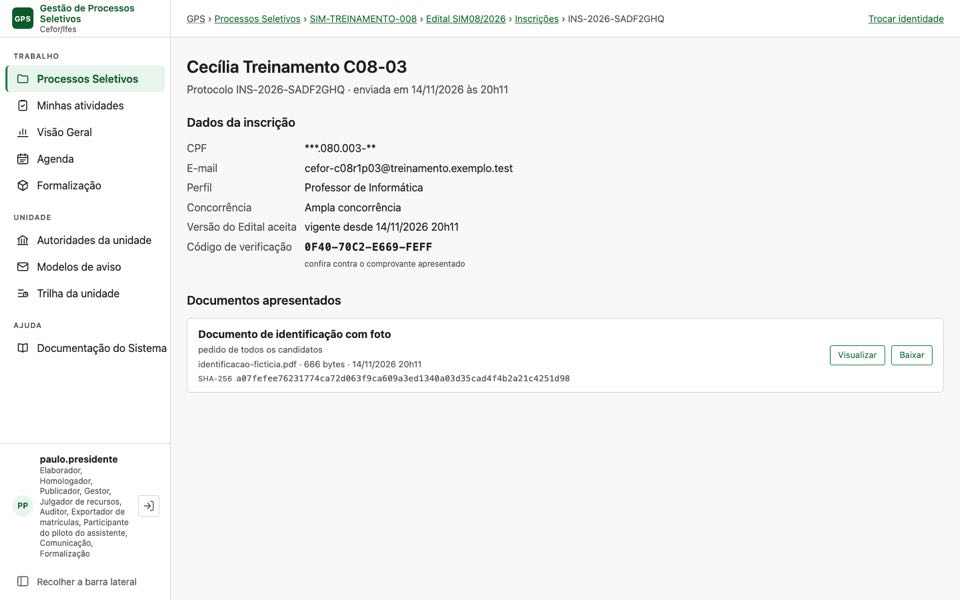 GPS
Gestão de Processos
Seletivos
Cefor/Ifes
GPS › Processos Seletivos › SIM-TREINAMENTO-008 › Edital SIM08/2026 › Inscrições › INS-2026-SADF2GHQ
Trocar identidade
TRABALHO
Processos Seletivos
Minhas atividades
Visão Geral
Agenda
Formalização
UNIDADE
Autoridades da unidade
Modelos de aviso
Trilha da unidade
AJUDA
Documentação do Sistema
PP
paulo.presidente
Elaborador,
Homologador,
Publicador, Gestor,
Julgador de recursos,
Auditor, Exportador de
matrículas, Participante
do piloto do assistente,
Comunicação,
Formalização
Recolher a barra lateral
Cecília Treinamento C08-03
Protocolo INS-2026-SADF2GHQ · enviada em 14/11/2026 às 20h11
Dados da inscrição
CPF ***.080.003-**
E-mail cefor-c08r1p03@treinamento.exemplo.test
Perfil Professor de Informática
Concorrência Ampla concorrência
Versão do Edital aceita vigente desde 14/11/2026 20h11
Código de verificação 0F40-70C2-E669-FEFF
confira contra o comprovante apresentado
Documentos apresentados
Documento de identificação com foto
pedido de todos os candidatos
identificacao-ficticia.pdf · 666 bytes · 14/11/2026 20h11
SHA-256 a07fefee76231774ca72d063f9ca609a3ed1340a03d35cad4f4b2a21c4251d98
Visualizar
Baixar